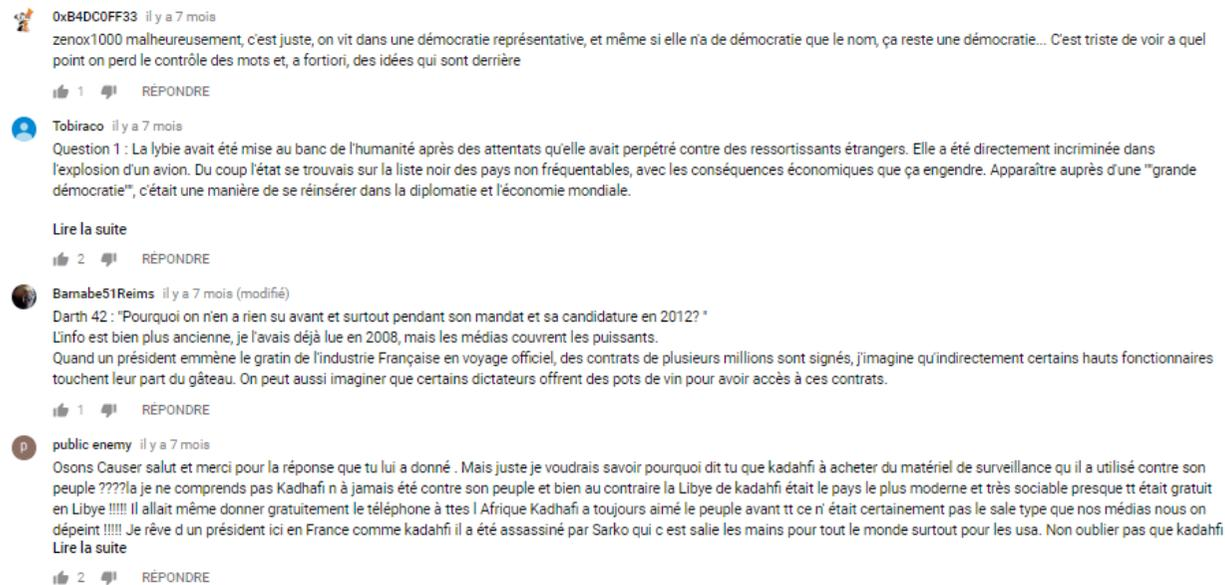 0xB4DC0FF33 il y a 7 mois
zenox1000 malheureusement, c'est juste, on vit dans une démocratie représentative, et même si elle n'a de démocratie que le nom, ça reste une démocratie... C'est triste de voir a quel
point on perd le contrôle des mots et, a fortiori, des idées qui sont derrière
1 RÉPONDRE
Tobiraco il y a 7 mois
Question 1 : La lybie avait été mise au banc de l'humanité après des attentats qu'elle avait perpétré contre des ressortissants étrangers. Elle a été directement incriminée dans
l'explosion d'un avion. Du coup l'état se trouvais sur la liste noir des pays non fréquentables, avec les conséquences économiques que ça engendre. Apparaître auprès d'une ""grande
démocratie"", c'était une manière de se réinsérer dans la diplomatie et l'économie mondiale.
Lire la suite
2 RÉPONDRE
Barnabe51Reims il y a 7 mois (modifié)
Darth 42 : "Pourquoi on n'en a rien su avant et surtout pendant son mandat et sa candidature en 2012? "
L'info est bien plus ancienne, je l'avais déjà lue en 2008, mais les médias couvrent les puissants.
Quand un président emmène le gratin de l'industrie Française en voyage officiel, des contrats de plusieurs millions sont signés, j'imagine qu'indirectement certains hauts fonctionnaires
touchent leur part du gâteau. On peut aussi imaginer que certains dictateurs offrent des pots de vin pour avoir accès à ces contrats.
1 RÉPONDRE
P
public enemy il y a 7 mois
Osons Causer salut et merci pour la réponse que tu lui a donné . Mais juste je voudrais savoir pourquoi dit tu que kadahfi à acheter du matériel de surveillance qu il a utilisé contre son
peuple ????la je ne comprends pas Kadhafi n à jamais été contre son peuple et bien au contraire la Libye de kadahfi était le pays le plus moderne et très sociable presque tt était gratuit
en Libye !!!!! Il allait même donner gratuitement le téléphone à ttes l Afrique Kadhafi a toujours aimé le peuple avant tt ce n' était certainement pas le sale type que nos médias nous on
dépeint !!!!! Je rêve d un président ici en France comme kadahfi il a été assassiné par Sarko qui c est salie les mains pour tout le monde surtout pour les usa. Non oublier pas que kadahfi
Lire la suite
2 RÉPONDRE